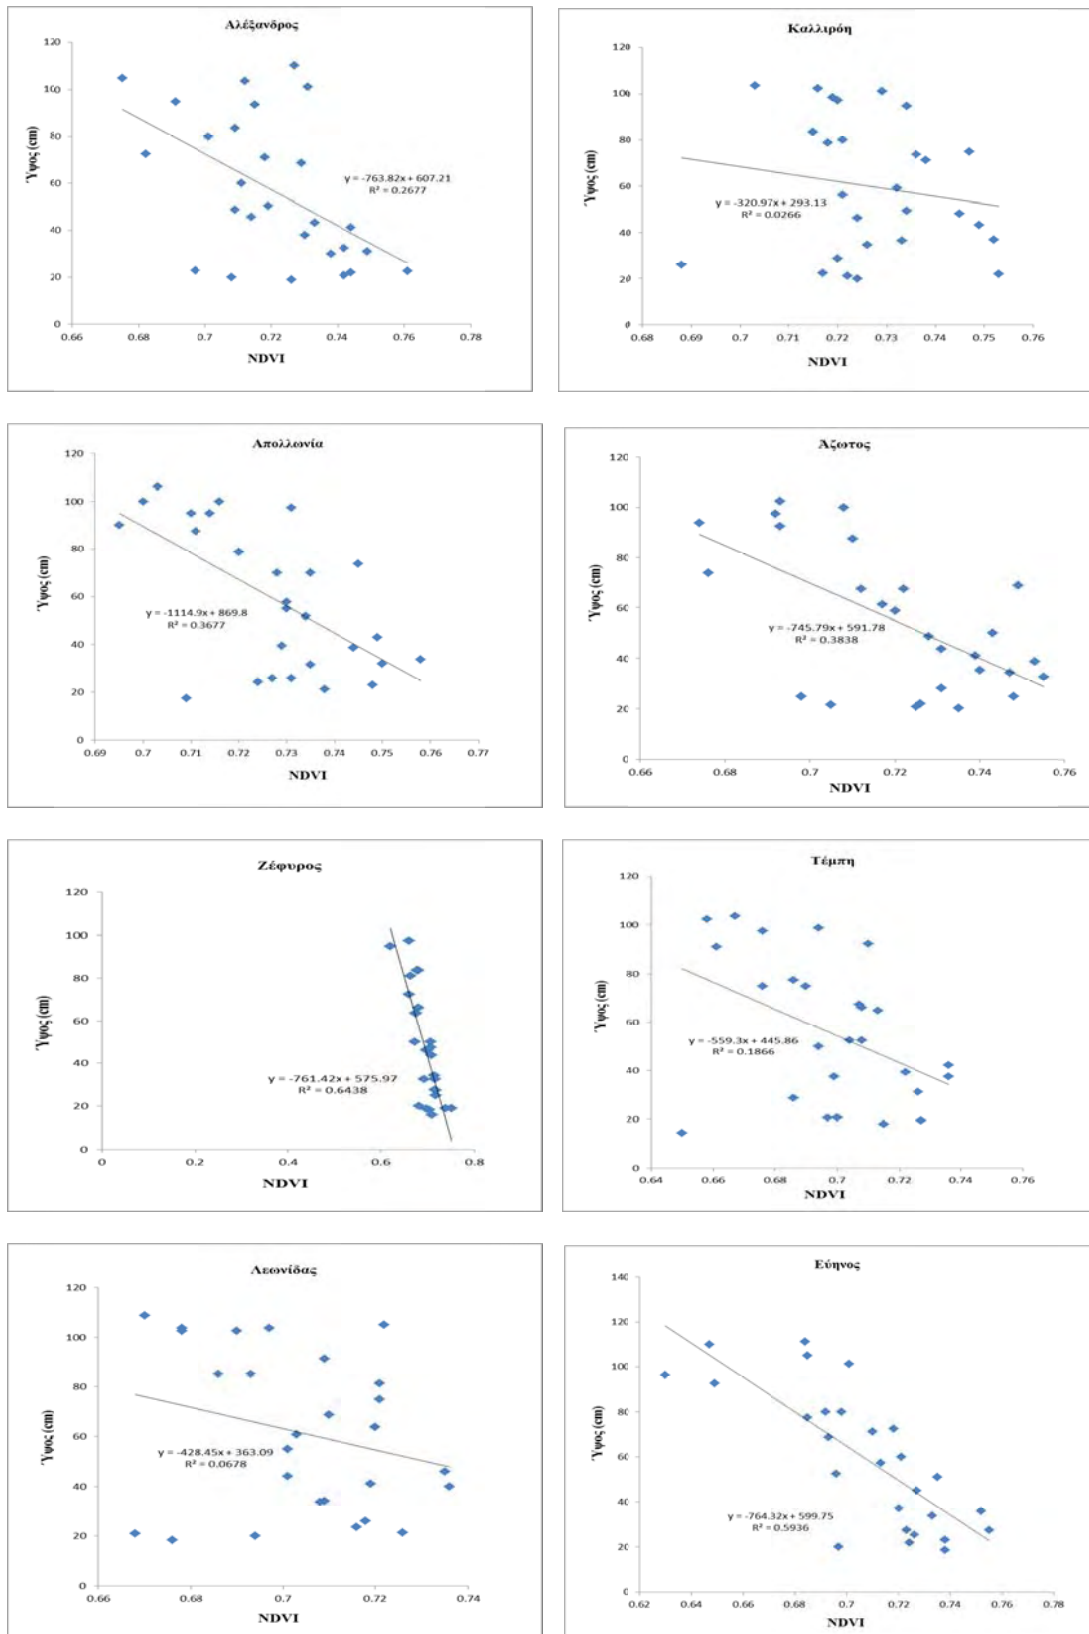 Αλέξανδρος
120
100
80
60
40
20
0
Ύψος (cm)
y = -763.82x + 607.21
R² = 0.2677
0.66 0.68 0.7 0.72 0.74 0.76 0.78
NDVI
Καλλιρόη
120
100
80
60
40
20
0
Ύψος (cm)
y = -320.97x + 293.13
R² = 0.0266
0.68 0.69 0.7 0.71 0.72 0.73 0.74 0.75 0.76
NDVI
Απολλωνία
120
100
80
60
40
20
0
Ύψος (cm)
y = -1114.9x + 869.8
R² = 0.3677
0.69 0.7 0.71 0.72 0.73 0.74 0.75 0.76 0.77
NDVI
Άζωτος
120
100
80
60
40
20
0
Ύψος (cm)
y = -745.79x + 591.78
R² = 0.3838
0.66 0.68 0.7 0.72 0.74 0.76
NDVI
Ζέφυρος
120
100
80
60
40
20
0
Ύψος (cm)
y = -761.42x + 575.97
R² = 0.6438
0 0.2 0.4 0.6 0.8
NDVI
Τέμπη
120
100
80
60
40
20
0
Ύψος (cm)
y = -559.3x + 445.86
R² = 0.1866
0.64 0.66 0.68 0.7 0.72 0.74 0.76
NDVI
Λεωνίδας
120
100
80
60
40
20
0
Ύψος (cm)
y = -428.45x + 363.09
R² = 0.0678
0.66 0.68 0.7 0.72 0.74
NDVI
Εύηνος
140
120
100
80
60
40
20
0
Ύψος (cm)
y = -764.32x + 599.75
R² = 0.5936
0.62 0.64 0.66 0.68 0.7 0.72 0.74 0.76 0.78
NDVI